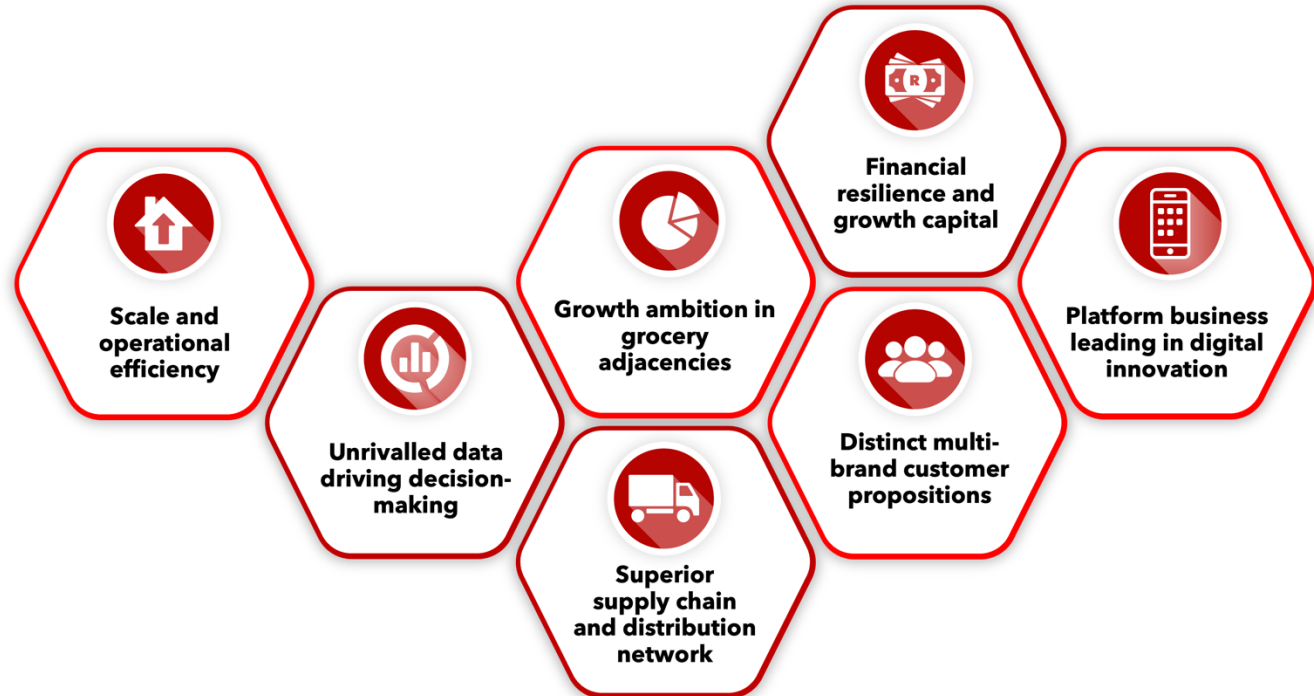 Scale and
operational
efficiency
Unrivalled data
driving decision-
making
Growth ambition in
grocery
adjacencies
Superior
supply chain
and distribution
network
R
Financial
resilience and
growth capital
Distinct multi-
brand customer
propositions
Platform business
leading in digital
innovation